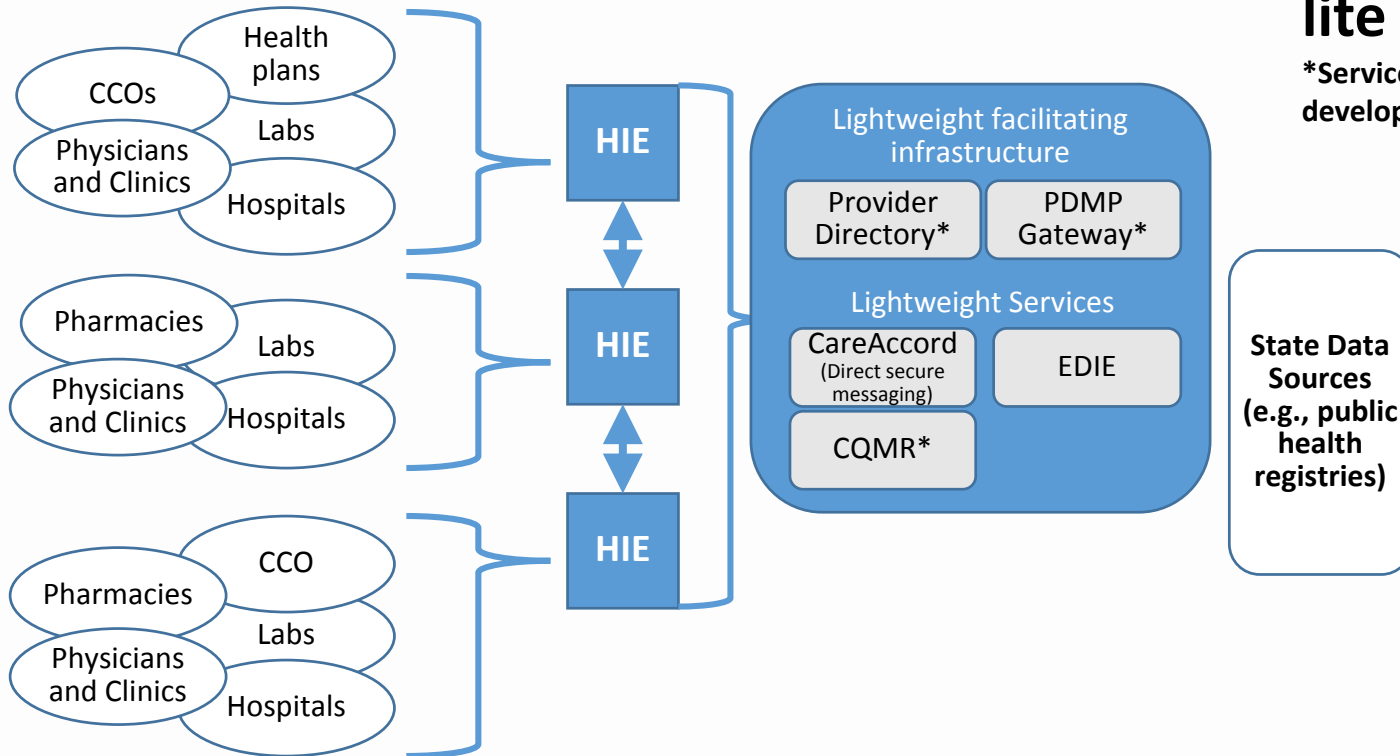 lite
*Service
develop
Health
plans
CCOs
Labs
Physicians
and Clinics
Hospitals
HIE
Pharmacies
Labs
Physicians
and Clinics
Hospitals
HIE
CCO
Pharmacies
Labs
Physicians
and Clinics
Hospitals
HIE
Lightweight facilitating
infrastructure
Provider
Directory*
PDMP
Gateway*
Lightweight Services
CareAccord
(Direct secure
messaging)
EDIE
CQMR*
State Data
Sources
(e.g., public
health
registries)